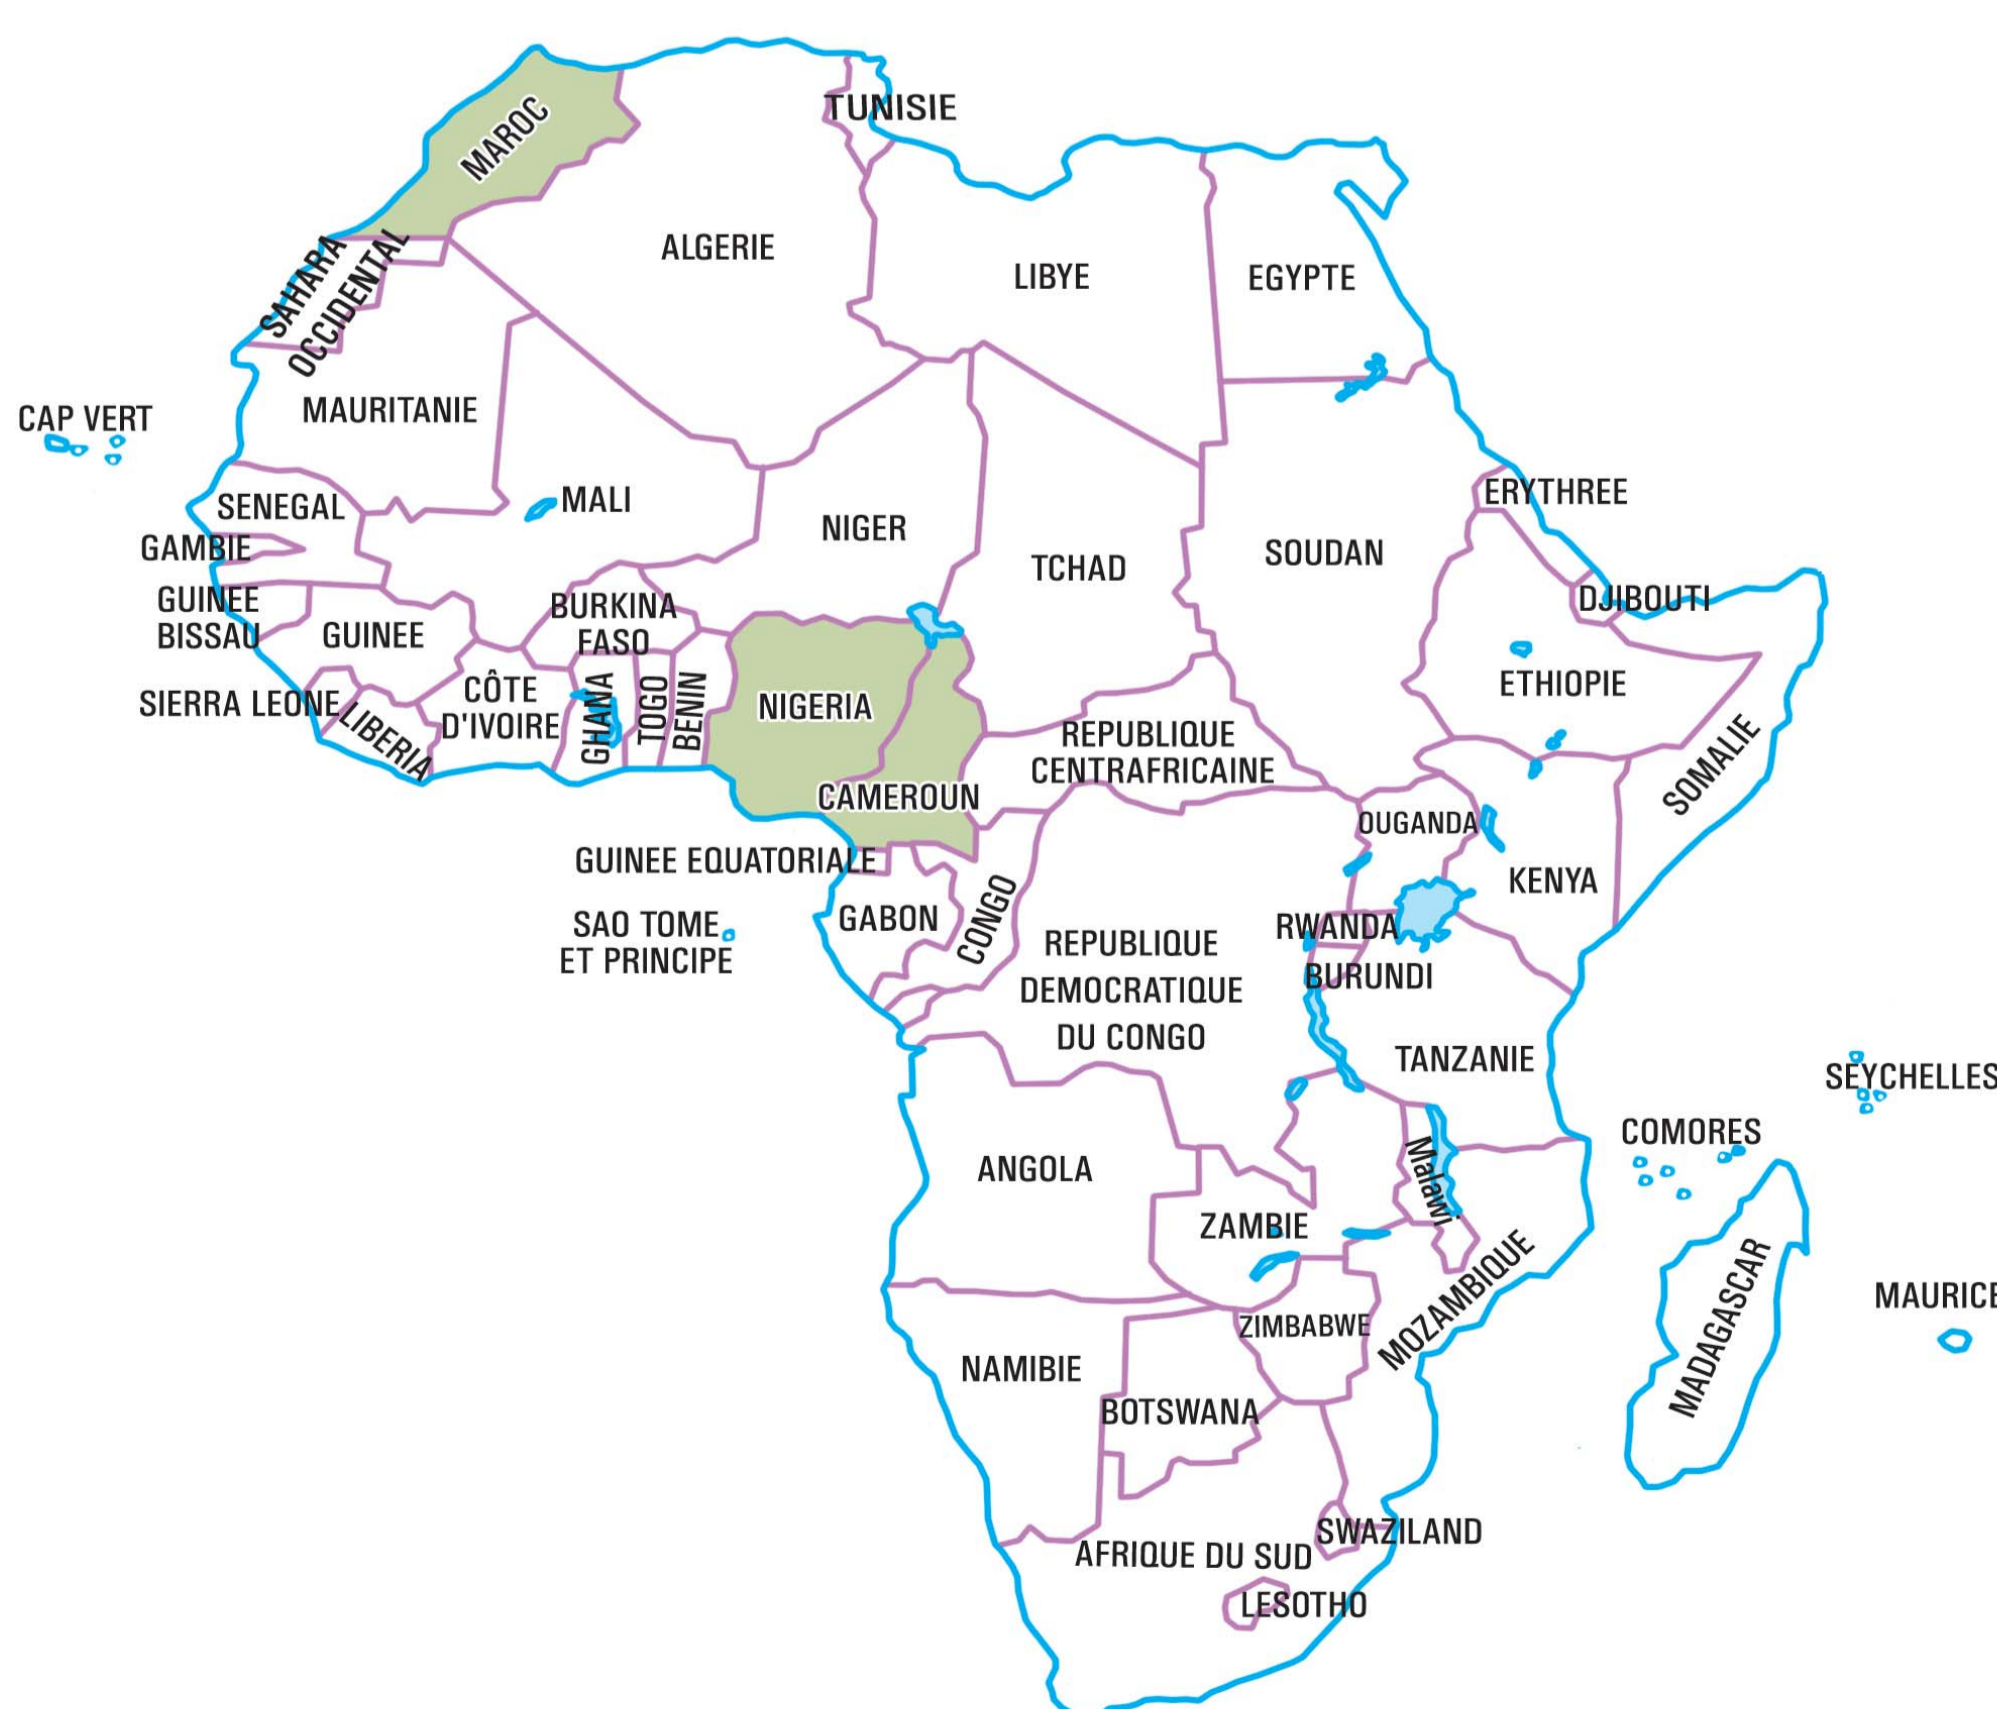 MAROC
TUNISIE
ALGERIE
LIBYE
EGYPTE
SAHARA
OCCIDENTAL
MAURITANIE
CAP VERT
MALI
NIGER
TCHAD
SOUDAN
ERYTHREE
SENEGAL
GAMBIE
GUINEE
BISSAU
GUINEE
BURKINA
FASO
DJIBOUTI
ETHIOPIE
SOMALIE
SIERRA LEONE
LIBERIA
CÔTE
D'IVOIRE
GHANA
TOGO
BENIN
NIGERIA
CAMEROUN
REPUBLIQUE
CENTRAFRICAINE
OUGANDA
KENYA
GUINEE EQUATORIALE
GABON
CONGO
SAO TOME
ET PRINCIPE
REPUBLIQUE
DEMOCRATIQUE
DU CONGO
RWANDA
BURUNDI
TANZANIE
SEYCHELLES
COMORES
ANGOLA
ZAMBIE
Malawi
MOZAMBIQUE
MADAGASCAR
MAURICE
ZIMBABWE
NAMIBIE
BOTSWANA
SWAZILAND
AFRIQUE DU SUD
LESOTHO